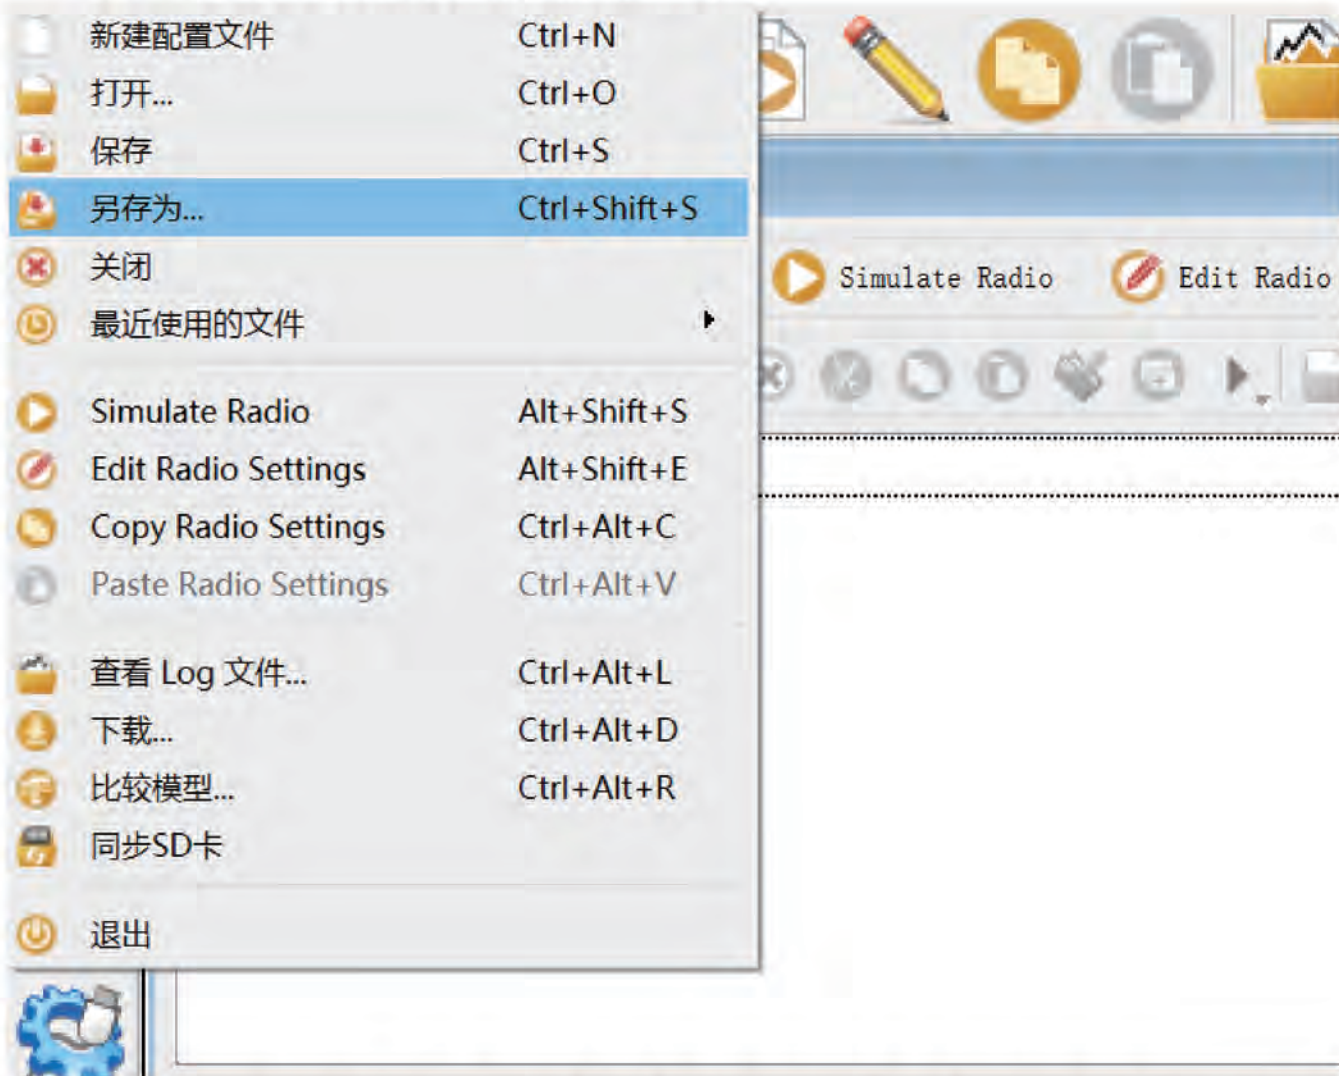 新建配置文件 Ctrl+N
打开... Ctrl+O
保存 Ctrl+S
另存为... Ctrl+Shift+S
关闭
最近使用的文件
Simulate Radio Edit Radio
Simulate Radio Alt+Shift+S
Edit Radio Settings Alt+Shift+E
Copy Radio Settings Ctrl+Alt+C
Paste Radio Settings Ctrl+Alt+V
查看 Log 文件... Ctrl+Alt+L
下载... Ctrl+Alt+D
比较模型... Ctrl+Alt+R
同步SD卡
退出